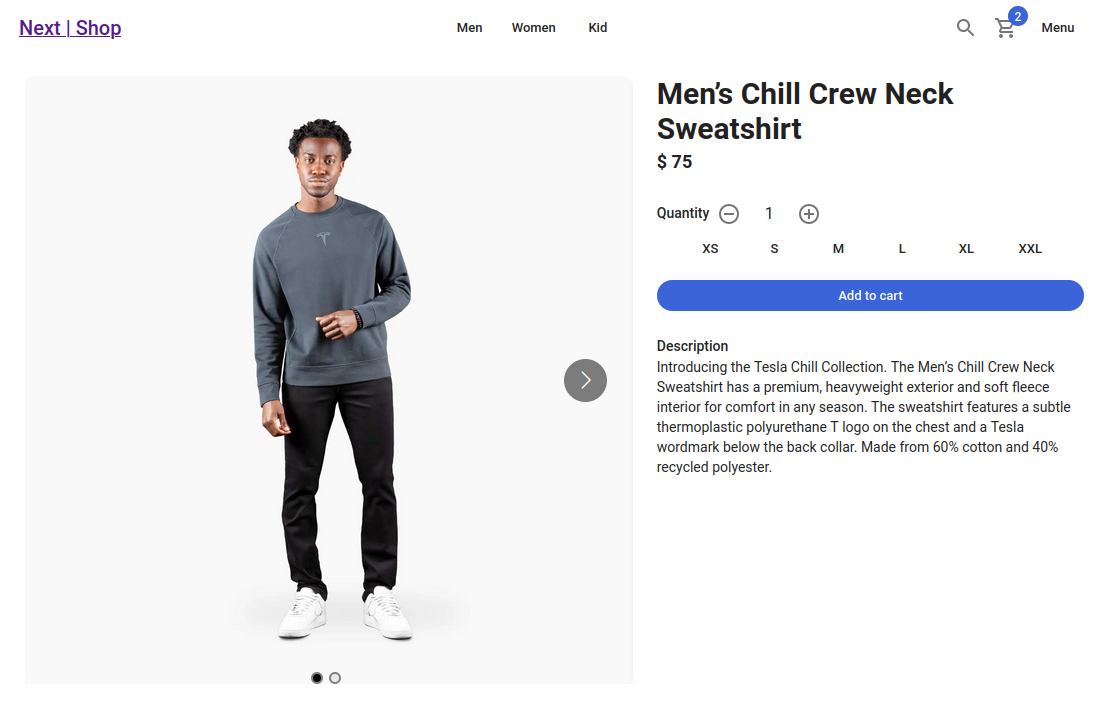 Next | Shop
Men Women Kid
2
Menu
Men’s Chill Crew Neck
Sweatshirt
$ 75
Quantity 1
XS S M L XL XXL
Add to cart
Description
Introducing the Tesla Chill Collection. The Men’s Chill Crew Neck
Sweatshirt has a premium, heavyweight exterior and soft fleece
interior for comfort in any season. The sweatshirt features a subtle
thermoplastic polyurethane T logo on the chest and a Tesla
wordmark below the back collar. Made from 60% cotton and 40%
recycled polyester.